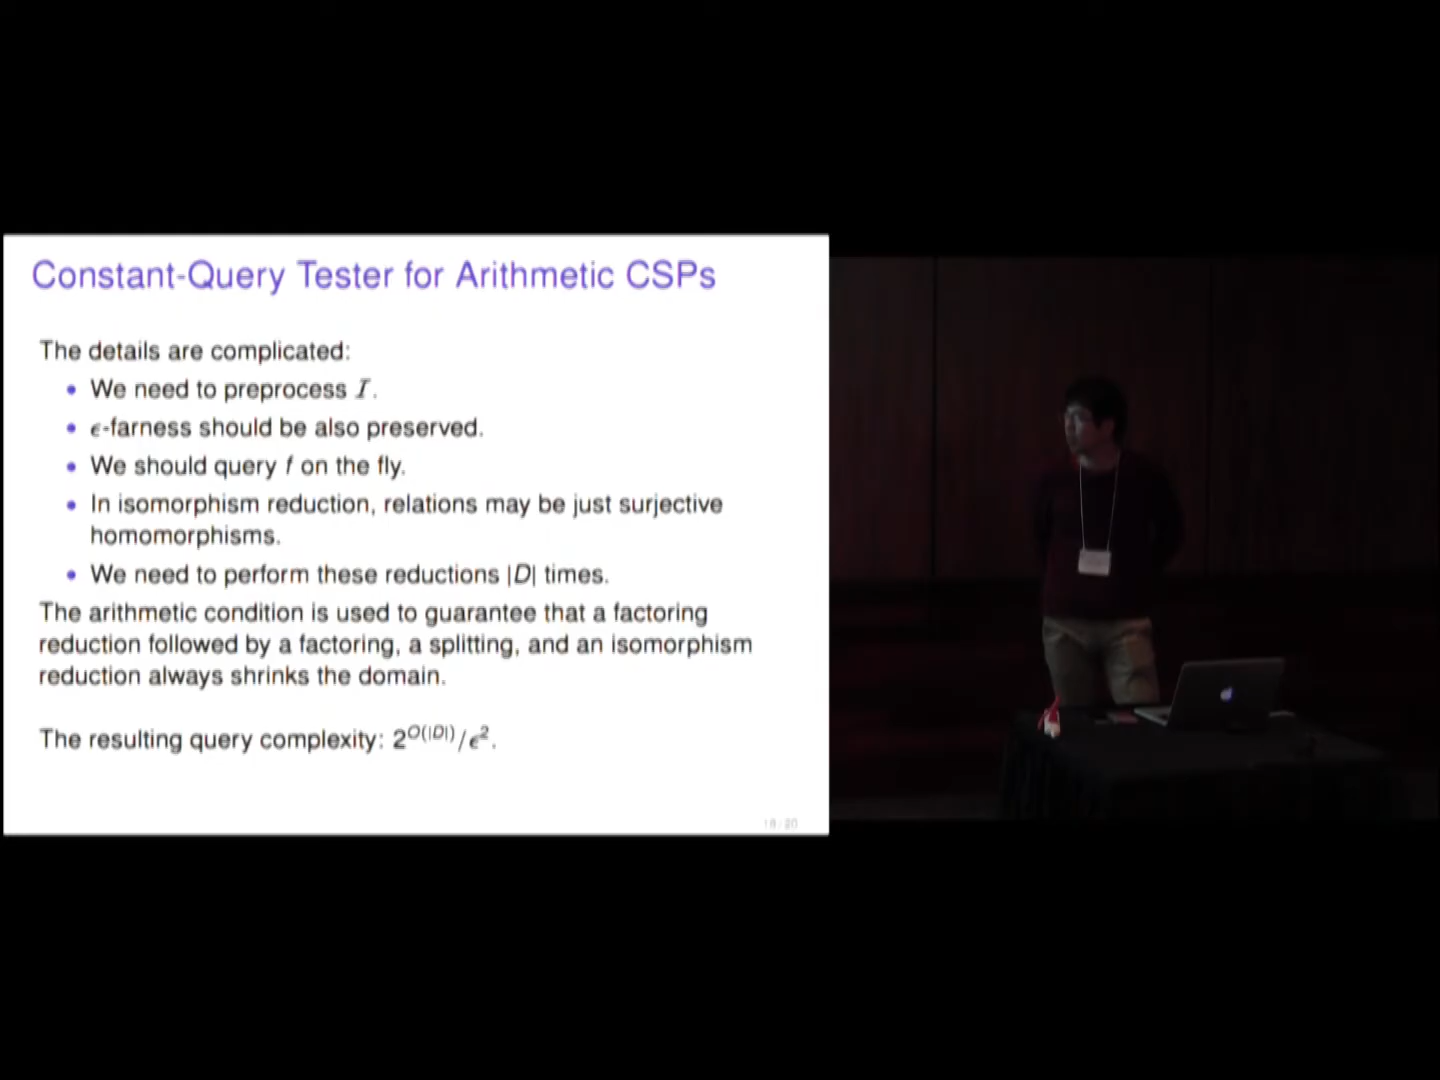 Constant-Query Tester for Arithmetic CSPs
The details are complicated:
• We need to preprocess I.
• ϵ-farness should be also preserved.
• We should query f on the fly.
• In isomorphism reduction, relations may be just surjective
homomorphisms.
• We need to perform these reductions |D| times.
The arithmetic condition is used to guarantee that a factoring
reduction followed by a factoring, a splitting, and an isomorphism
reduction always shrinks the domain.
The resulting query complexity: 2^{O(|D|)}/ϵ².